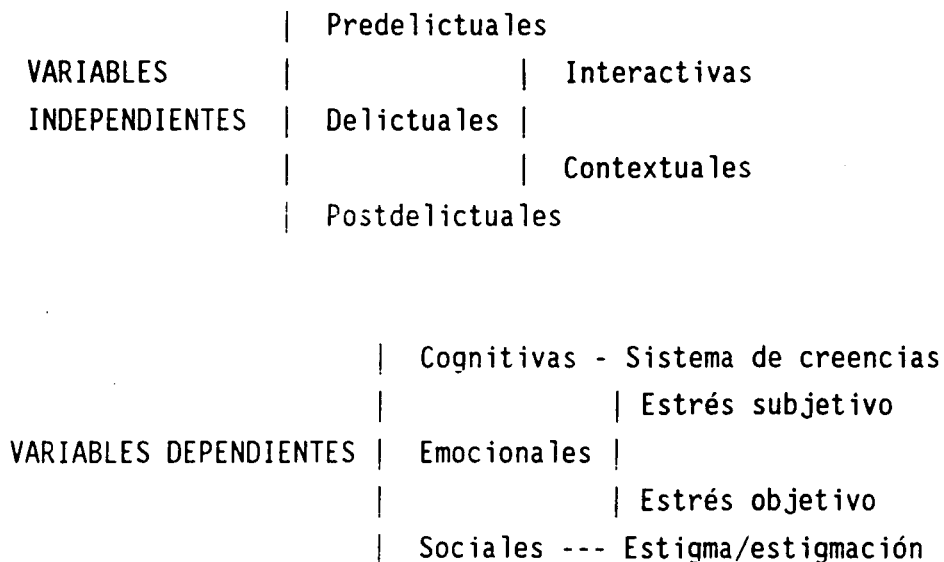 | Predelictuales
VARIABLES | | Interactivas
INDEPENDIENTES | Delictuales |
| | Contextuales
| Postdelictuales
| Cognitivas - Sistema de creencias
| | Estrés subjetivo
VARIABLES DEPENDIENTES | Emocionales |
| | Estrés objetivo
| Sociales --- Estigma/estigmación